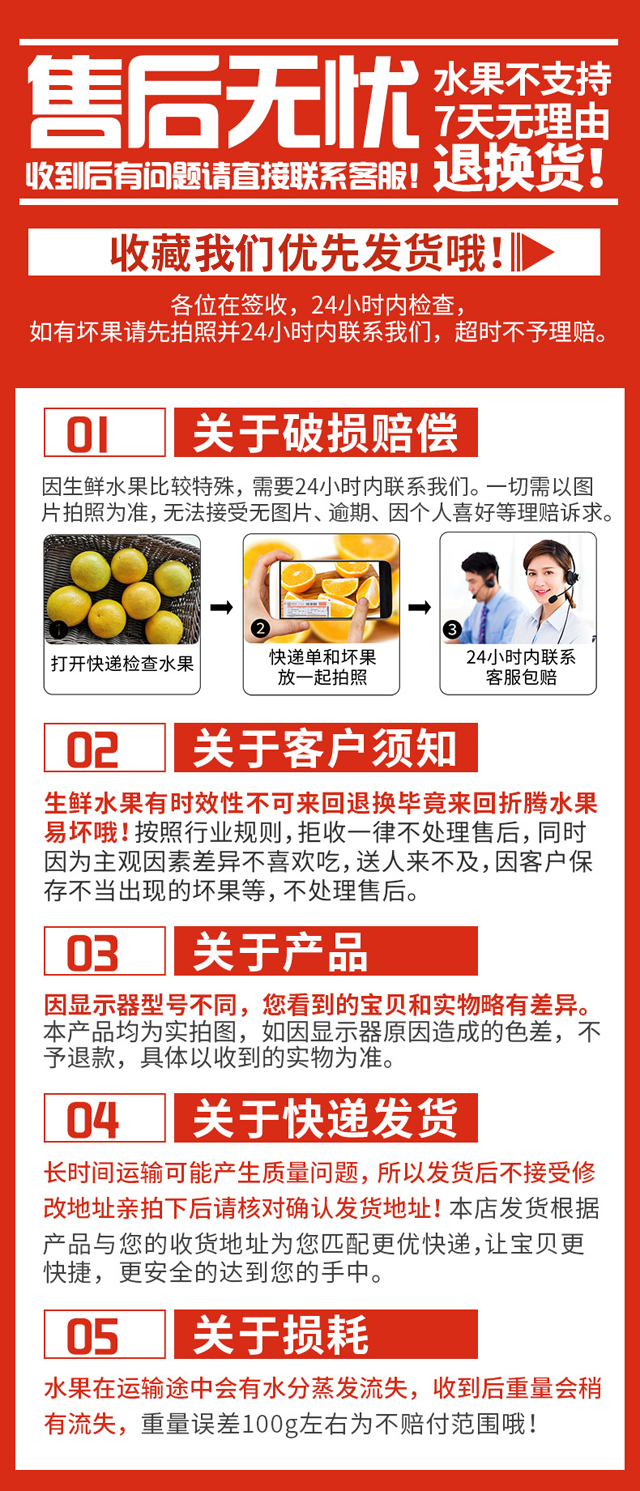 售后无忧
收到后有问题请直接联系客服！
水果不支持
7天无理由
退换货！
收藏我们优先发货哦！
各位在签收，24小时内检查，
如有坏果请先拍照并24小时内联系我们，超时不予理赔。
01 关于破损赔偿
因生鲜水果比较特殊，需要24小时内联系我们。一切需以图
片拍照为准，无法接受无图片、逾期、因个人喜好等理赔诉求。
1
打开快递检查水果
2
快递单和坏果
放一起拍照
3
24小时内联系
客服包赔
02 关于客户须知
生鲜水果有时效性不可来回退换毕竟来回折腾水果
易坏哦！按照行业规则，拒收一律不处理售后，同时
因为主观因素差异不喜欢吃，送人来不及，因客户保
存不当出现的坏果等，不处理售后。
03 关于产品
因显示器型号不同，您看到的宝贝和实物略有差异。
本产品均为实拍图，如因显示器原因造成的色差，不
予退款，具体以收到的实物为准。
04 关于快递发货
长时间运输可能产生质量问题，所以发货后不接受修
改地址亲拍下后请核对确认发货地址！本店发货根据
产品与您的收货地址为您匹配更优快递，让宝贝更
快捷，更安全的达到您的手中。
05 关于损耗
水果在运输途中会有水分蒸发流失，收到后重量会稍
有流失，重量误差100g左右为不赔付范围哦！